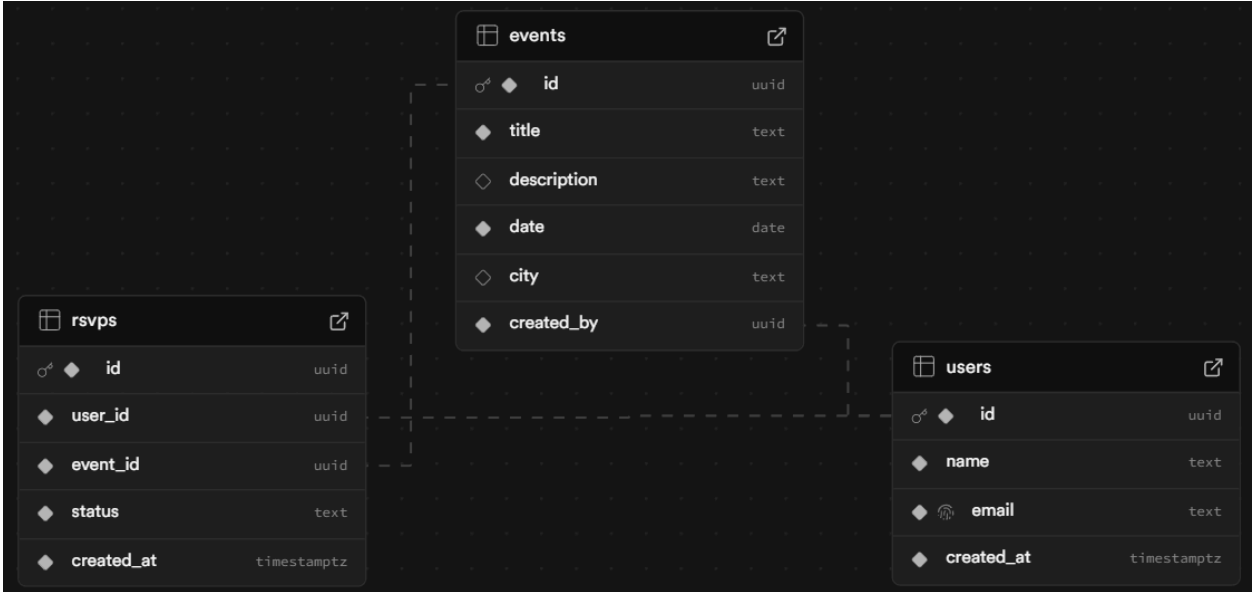 events
id uuid
title text
description text
date date
city text
created_by uuid
rsvps
id uuid
user_id uuid
event_id uuid
status text
created_at timestamptz
users
id uuid
name text
email text
created_at timestamptz